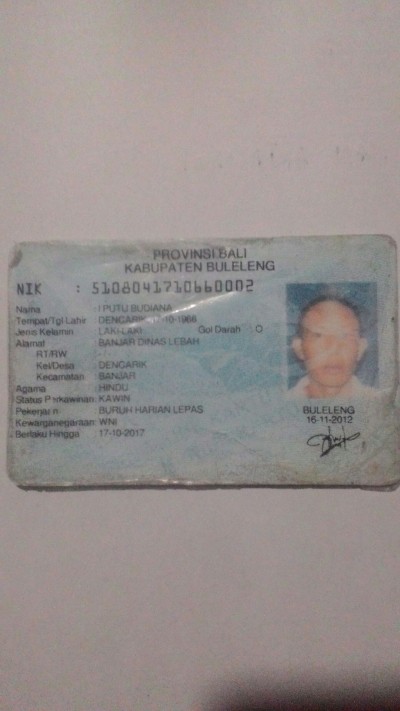 PROVINSI BALI
KABUPATEN BULELENG
NIK : 5108041710660002
Nama : I PUTU BUDIANA
Tempat/Tgl Lahir : DENCARIK, 17-10-1966
Jenis Kelamin : LAKI-LAKI Gol Darah : O
Alamat : BANJAR DINAS LEBAH
RT/RW : - / -
Kel/Desa : DENCARIK
Kecamatan : BANJAR
Agama : HINDU
Status Perkawinan: KAWIN
Pekerjaan : BURUH HARIAN LEPAS
Kewarganegaraan: WNI
Berlaku Hingga : 17-10-2017
BULELENG
16-11-2012